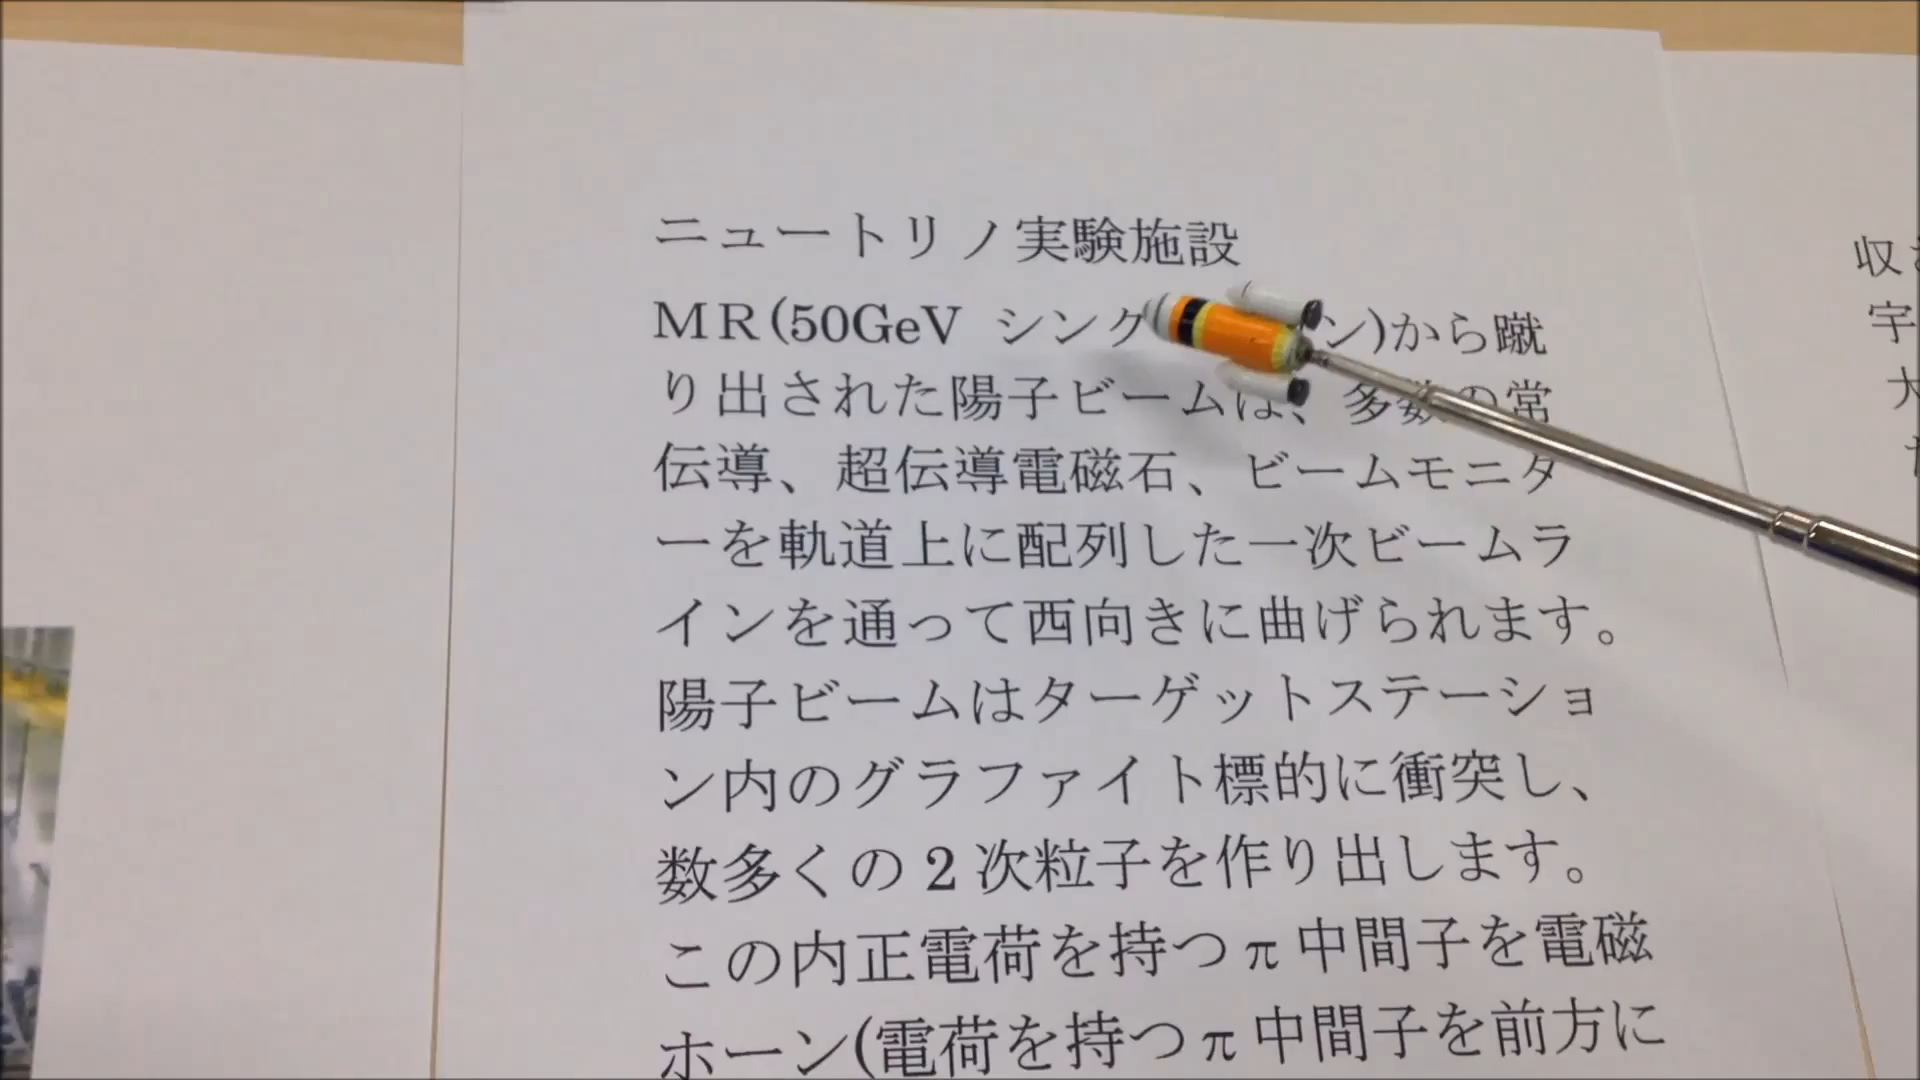 ニュートリノ実験施設
ＭＲ(50GeV シンク ン)から蹴
り出された陽子ビームは、多数の常
伝導、超伝導電磁石、ビームモニタ
ーを軌道上に配列した一次ビームラ
インを通って西向きに曲げられます。
陽子ビームはターゲットステーショ
ン内のグラファイト標的に衝突し、
数多くの２次粒子を作り出します。
この内正電荷を持つπ中間子を電磁
ホーン(電荷を持つπ中間子を前方に
収
宇
大